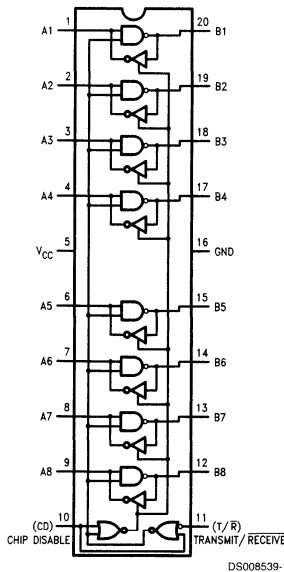 1 20
A1 B1
2 19
A2 B2
3 18
A3 B3
4 17
A4 B4
5 16
VCC GND
6 15
A5 B5
7 14
A6 B6
8 13
A7 B7
9 12
A8 B8
(CD) 10 11 (T/R̅)
CHIP DISABLE TRANSMIT/R̅E̅C̅E̅I̅V̅E̅
DS008539-